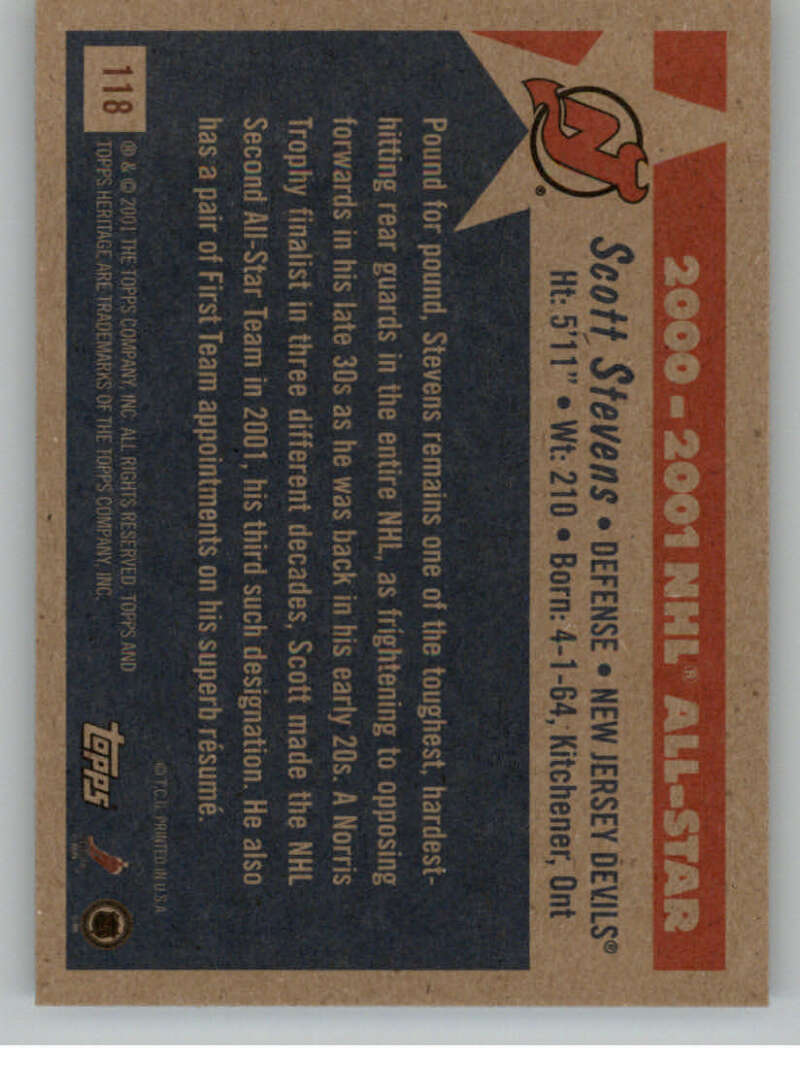 2000-2001 NHL® ALL-STAR
Scott Stevens • DEFENSE • NEW JERSEY DEVILS®
Ht: 5'11" • Wt: 210 • Born: 4-1-64, Kitchener, Ont
®
Pound for pound, Stevens remains one of the toughest, hardest-
hitting rear guards in the entire NHL, as frightening to opposing
forwards in his late 30s as he was back in his early 20s. A Norris
Trophy finalist in three different decades, Scott made the NHL
Second All-Star Team in 2001, his third such designation. He also
has a pair of First Team appointments on his superb résumé.
© T.C.G. PRINTED IN U.S.A.
118
® & © 2001 THE TOPPS COMPANY, INC. ALL RIGHTS RESERVED. TOPPS AND
TOPPS HERITAGE ARE TRADEMARKS OF THE TOPPS COMPANY, INC.
topps